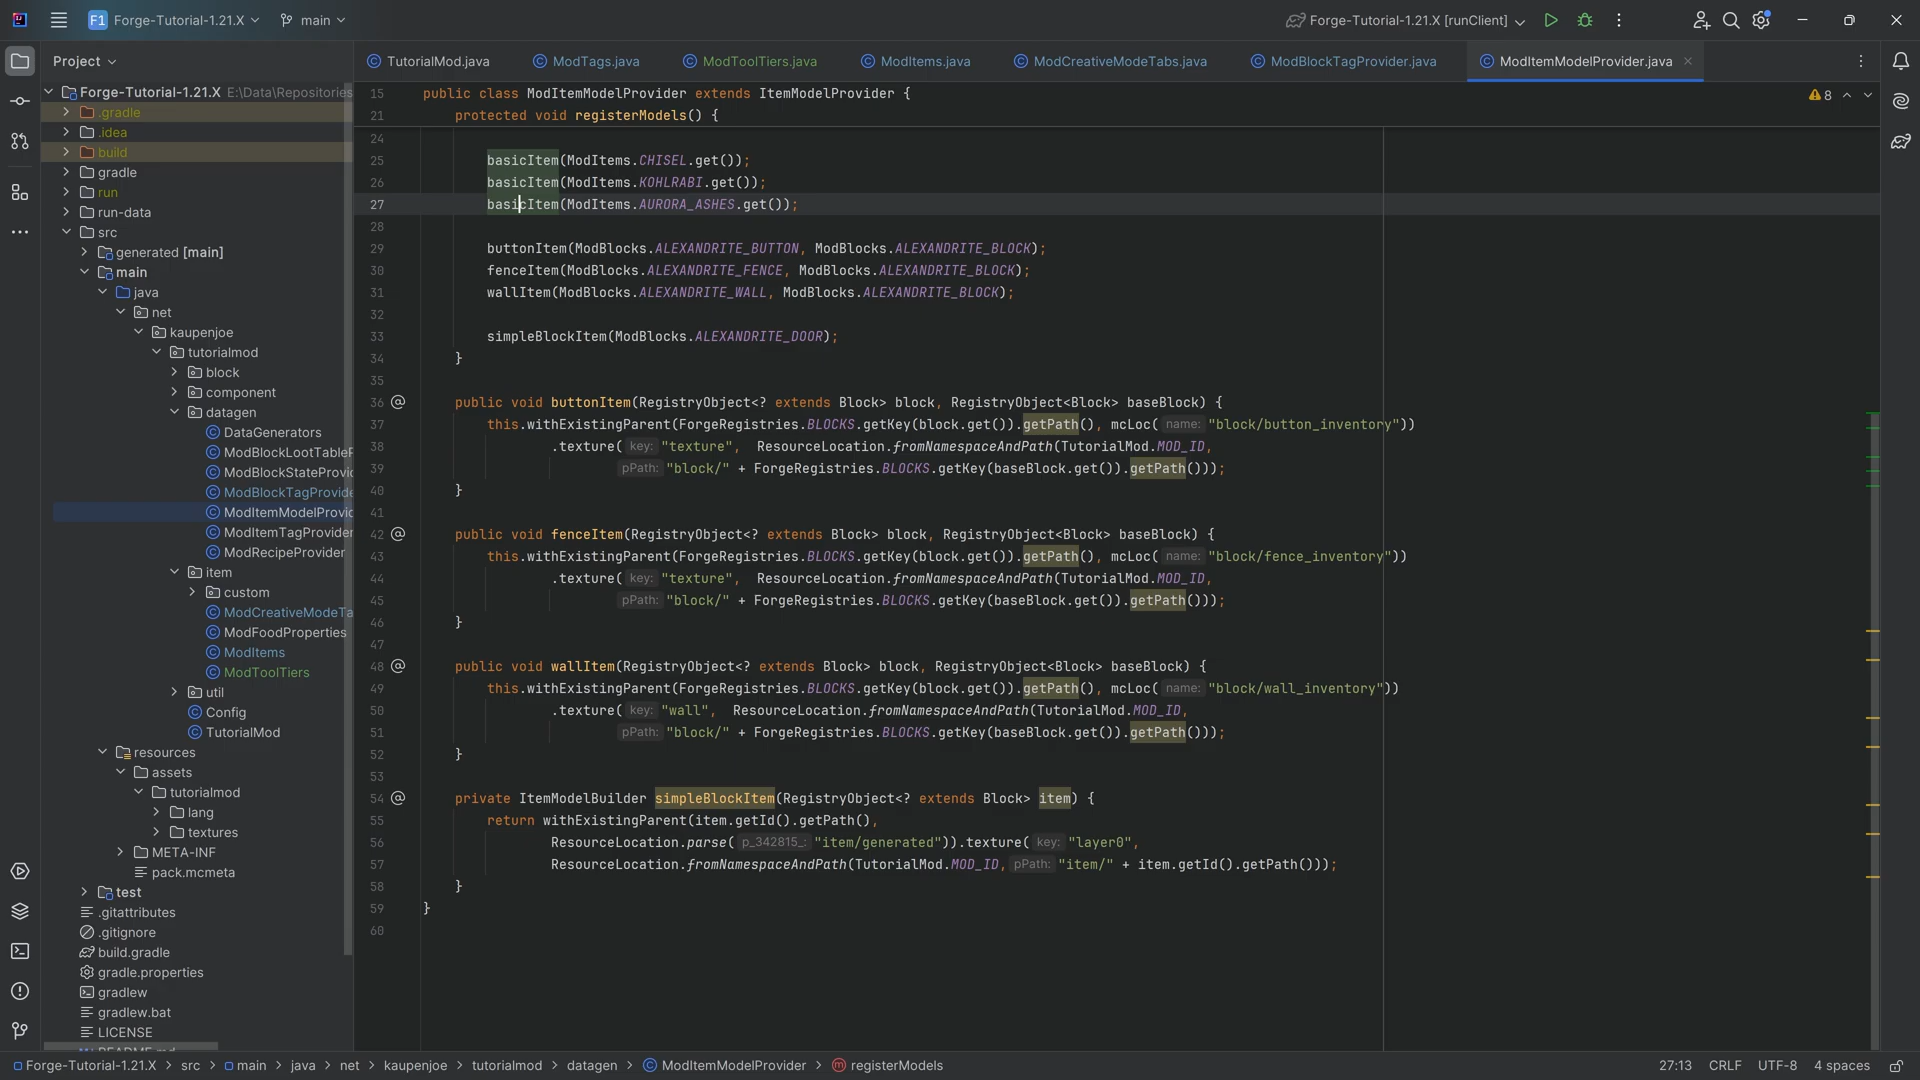 F1 Forge-Tutorial-1.21.X main Forge-Tutorial-1.21.X [runClient]
Project
TutorialMod.java ModTags.java ModToolTiers.java ModItems.java ModCreativeModeTabs.java ModBlockTagProvider.java ModItemModelProvider.java
Forge-Tutorial-1.21.X E:\Data\Repositories
.gradle
.idea
build
gradle
run
run-data
src
generated [main]
main
java
net
kaupenjoe
tutorialmod
block
component
datagen
DataGenerators
ModBlockLootTableP
ModBlockStateProvic
ModBlockTagProvide
ModItemModelProvic
ModItemTagProvider
ModRecipeProvider
item
custom
ModCreativeModeTa
ModFoodProperties
ModItems
ModToolTiers
util
Config
TutorialMod
resources
assets
tutorialmod
lang
textures
META-INF
pack.mcmeta
test
.gitattributes
.gitignore
build.gradle
gradle.properties
gradlew
gradlew.bat
LICENSE
README.md
15 public class ModItemModelProvider extends ItemModelProvider {
8
21 protected void registerModels() {
24
25 basicItem(ModItems.CHISEL.get());
26 basicItem(ModItems.KOHLRABI.get());
27 basicItem(ModItems.AURORA_ASHES.get());
28
29 buttonItem(ModBlocks.ALEXANDRITE_BUTTON, ModBlocks.ALEXANDRITE_BLOCK);
30 fenceItem(ModBlocks.ALEXANDRITE_FENCE, ModBlocks.ALEXANDRITE_BLOCK);
31 wallItem(ModBlocks.ALEXANDRITE_WALL, ModBlocks.ALEXANDRITE_BLOCK);
32
33 simpleBlockItem(ModBlocks.ALEXANDRITE_DOOR);
34 }
35
36 @ public void buttonItem(RegistryObject<? extends Block> block, RegistryObject<Block> baseBlock) {
37 this.withExistingParent(ForgeRegistries.BLOCKS.getKey(block.get()).getPath(), mcLoc( name: "block/button_inventory"))
38 .texture( key: "texture", ResourceLocation.fromNamespaceAndPath(TutorialMod.MOD_ID,
39 pPath: "block/" + ForgeRegistries.BLOCKS.getKey(baseBlock.get()).getPath()));
40 }
41
42 @ public void fenceItem(RegistryObject<? extends Block> block, RegistryObject<Block> baseBlock) {
43 this.withExistingParent(ForgeRegistries.BLOCKS.getKey(block.get()).getPath(), mcLoc( name: "block/fence_inventory"))
44 .texture( key: "texture", ResourceLocation.fromNamespaceAndPath(TutorialMod.MOD_ID,
45 pPath: "block/" + ForgeRegistries.BLOCKS.getKey(baseBlock.get()).getPath()));
46 }
47
48 @ public void wallItem(RegistryObject<? extends Block> block, RegistryObject<Block> baseBlock) {
49 this.withExistingParent(ForgeRegistries.BLOCKS.getKey(block.get()).getPath(), mcLoc( name: "block/wall_inventory"))
50 .texture( key: "wall", ResourceLocation.fromNamespaceAndPath(TutorialMod.MOD_ID,
51 pPath: "block/" + ForgeRegistries.BLOCKS.getKey(baseBlock.get()).getPath()));
52 }
53
54 @ private ItemModelBuilder simpleBlockItem(RegistryObject<? extends Block> item) {
55 return withExistingParent(item.getId().getPath(),
56 ResourceLocation.parse( p_342815_: "item/generated")).texture( key: "layer0",
57 ResourceLocation.fromNamespaceAndPath(TutorialMod.MOD_ID, pPath: "item/" + item.getId().getPath()));
58 }
59 }
60
Forge-Tutorial-1.21.X > src > main > java > net > kaupenjoe > tutorialmod > datagen > ModItemModelProvider > registerModels 27:13 CRLF UTF-8 4 spaces